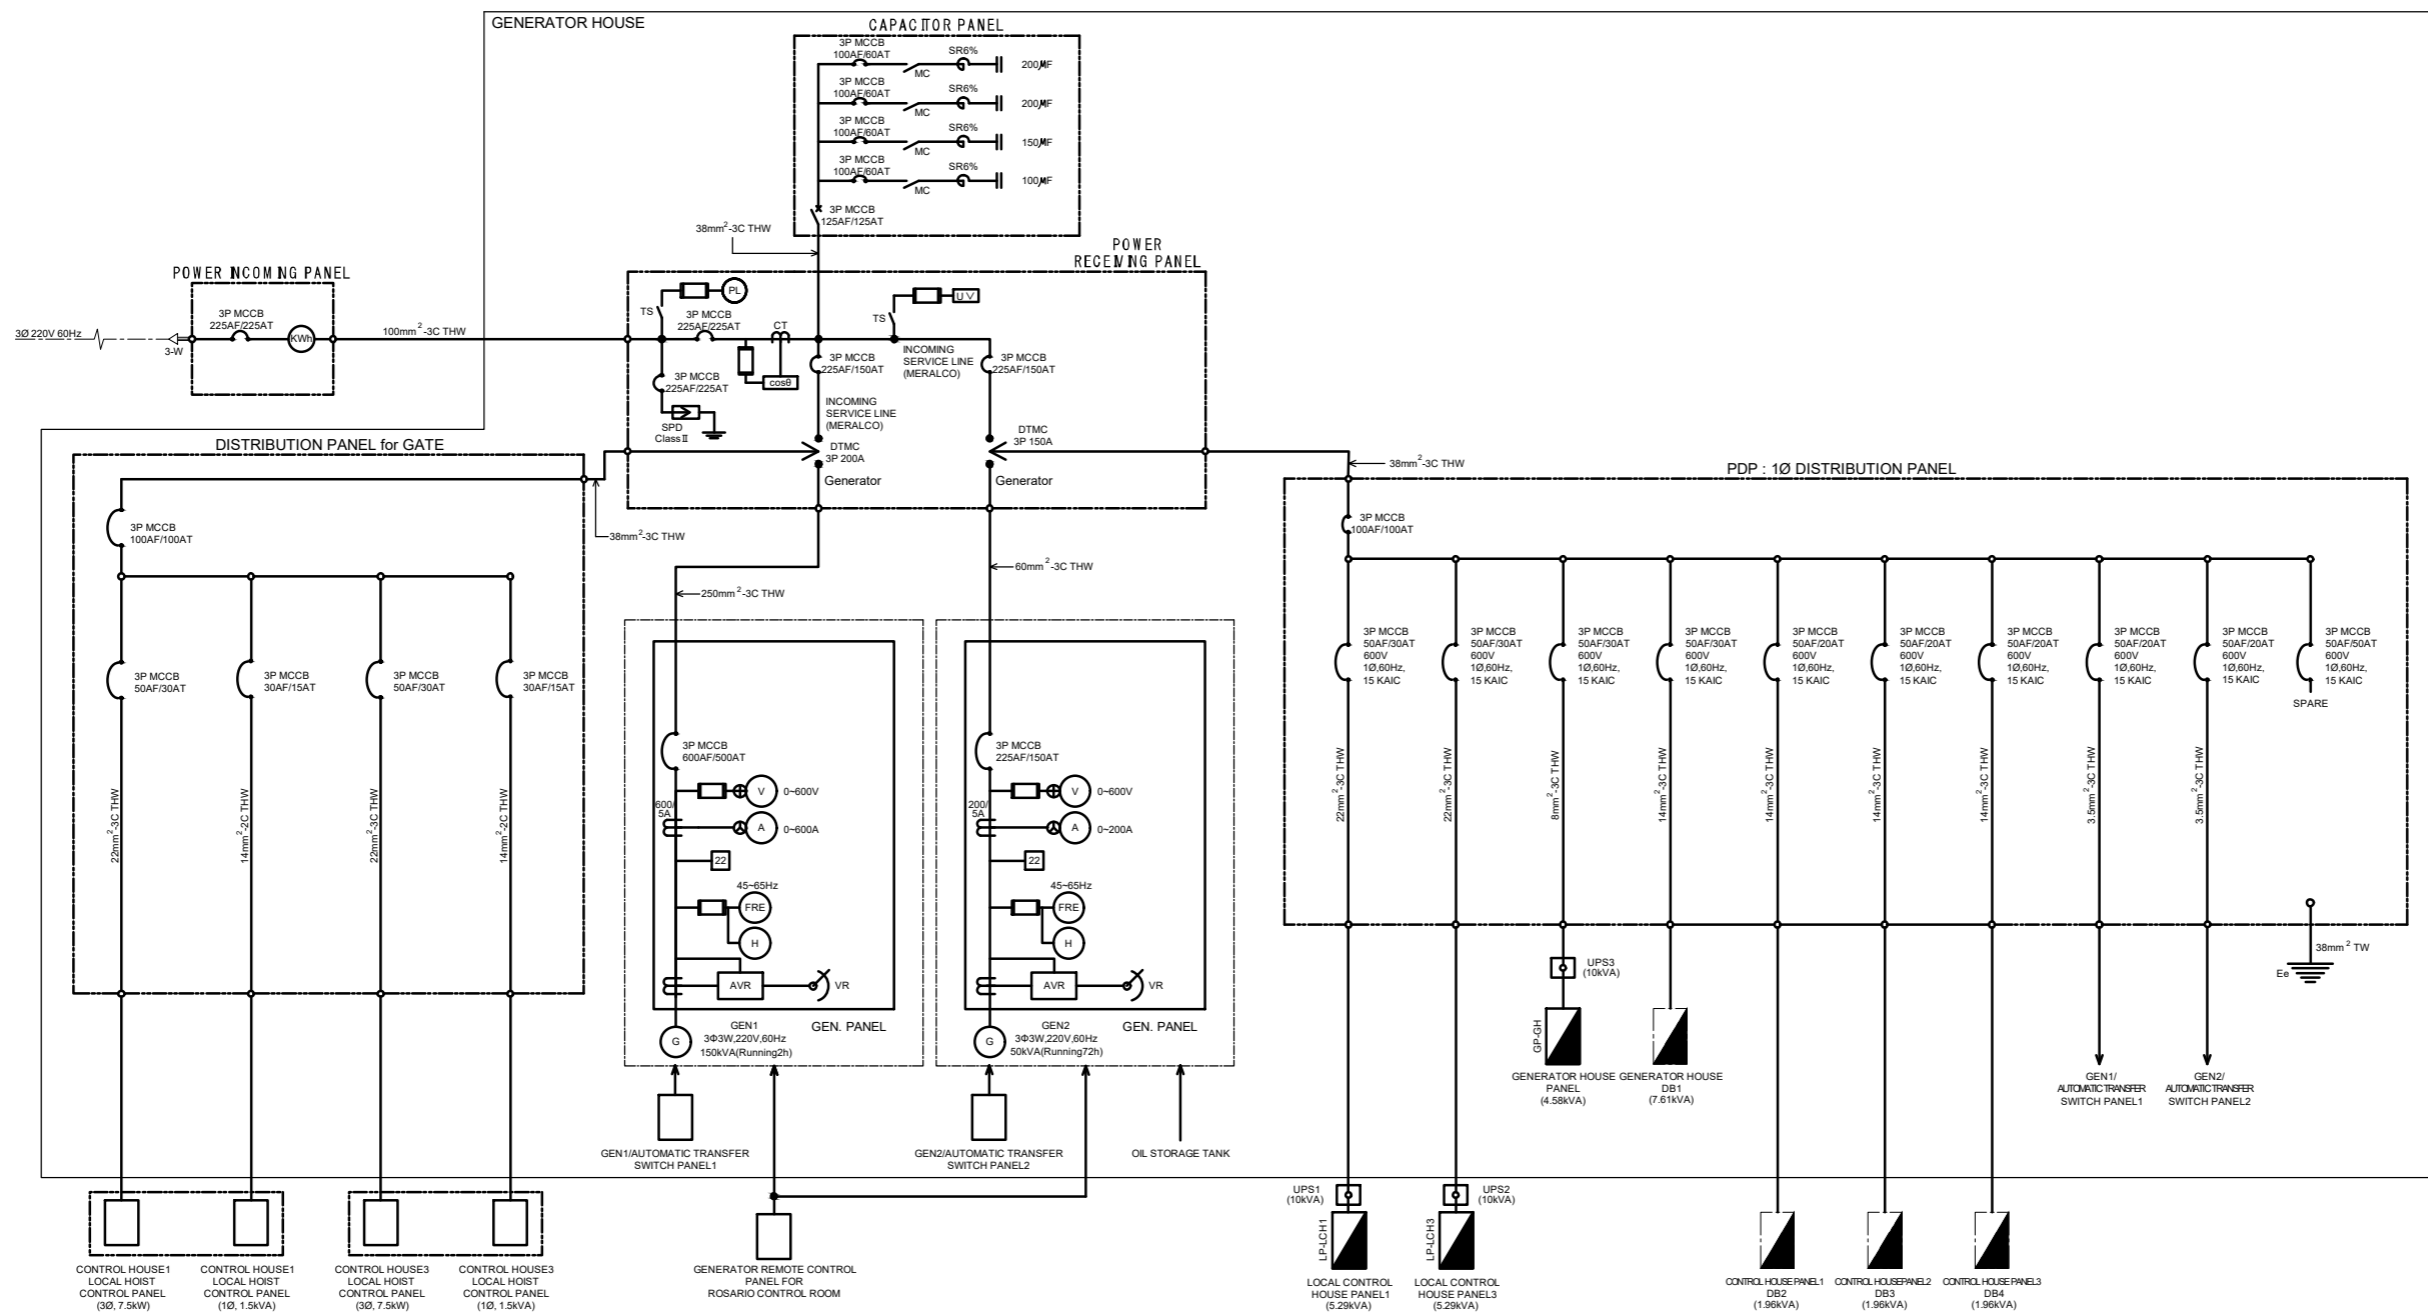 GENERATOR HOUSE
CAPACITOR PANEL
3P MCCB
100AF/60AT
MC
SR6%
200μF
3P MCCB
100AF/60AT
MC
SR6%
200μF
3P MCCB
100AF/60AT
MC
SR6%
150μF
3P MCCB
100AF/60AT
MC
SR6%
100μF
3P MCCB
125AF/125AT
38mm²-3C THW
POWER
RECEIVING PANEL
POWER INCOMING PANEL
3Ø 220V 60Hz
3-W
3P MCCB
225AF/225AT
KWh
100mm²-3C THW
TS
PL
3P MCCB
225AF/225AT
CT
cosθ
3P MCCB
225AF/225AT
SPD
Class II
TS
UV
INCOMING
SERVICE LINE
(MERALCO)
3P MCCB
225AF/150AT
3P MCCB
225AF/150AT
INCOMING
SERVICE LINE
(MERALCO)
DTMC
3P 200A
Generator
DTMC
3P 150A
Generator
DISTRIBUTION PANEL for GATE
3P MCCB
100AF/100AT
38mm²-3C THW
3P MCCB
50AF/30AT
3P MCCB
30AF/15AT
3P MCCB
50AF/30AT
3P MCCB
30AF/15AT
22mm²-3C THW
14mm²-2C THW
22mm²-3C THW
14mm²-2C THW
CONTROL HOUSE1
LOCAL HOIST
CONTROL PANEL
(3Ø, 7.5kW)
CONTROL HOUSE1
LOCAL HOIST
CONTROL PANEL
(1Ø, 1.5kVA)
CONTROL HOUSE3
LOCAL HOIST
CONTROL PANEL
(3Ø, 7.5kW)
CONTROL HOUSE3
LOCAL HOIST
CONTROL PANEL
(1Ø, 1.5kVA)
250mm²-3C THW
60mm²-3C THW
3P MCCB
600AF/500AT
V
0~600V
600/
5A
A
0~600A
22
45~65Hz
FRE
H
AVR
VR
GEN. PANEL
G
GEN1
3Φ3W,220V,60Hz
150kVA(Running2h)
3P MCCB
225AF/150AT
V
0~600V
200/
5A
A
0~200A
22
45~65Hz
FRE
H
AVR
VR
GEN. PANEL
G
GEN2
3Φ3W,220V,60Hz
50kVA(Running72h)
GEN1/AUTOMATIC TRANSFER
SWITCH PANEL1
GEN2/AUTOMATIC TRANSFER
SWITCH PANEL2
OIL STORAGE TANK
GENERATOR REMOTE CONTROL
PANEL FOR
ROSARIO CONTROL ROOM
38mm²-3C THW
PDP : 1Ø DISTRIBUTION PANEL
3P MCCB
100AF/100AT
3P MCCB
50AF/30AT
600V
1Ø,60Hz,
15 KAIC
3P MCCB
50AF/30AT
600V
1Ø,60Hz,
15 KAIC
3P MCCB
50AF/30AT
600V
1Ø,60Hz,
15 KAIC
3P MCCB
50AF/30AT
600V
1Ø,60Hz,
15 KAIC
3P MCCB
50AF/20AT
600V
1Ø,60Hz,
15 KAIC
3P MCCB
50AF/20AT
600V
1Ø,60Hz,
15 KAIC
3P MCCB
50AF/20AT
600V
1Ø,60Hz,
15 KAIC
3P MCCB
50AF/20AT
600V
1Ø,60Hz,
15 KAIC
3P MCCB
50AF/20AT
600V
1Ø,60Hz,
15 KAIC
3P MCCB
50AF/50AT
600V
1Ø,60Hz,
15 KAIC
SPARE
22mm²-3C THW
22mm²-3C THW
8mm²-3C THW
14mm²-3C THW
14mm²-3C THW
14mm²-3C THW
14mm²-3C THW
3.5mm²-3C THW
3.5mm²-3C THW
38mm² TW
Ee
UPS3
(10kVA)
GP-GH
GENERATOR HOUSE
PANEL
(4.58kVA)
GENERATOR HOUSE
DB1
(7.61kVA)
GEN1/
AUTOMATIC TRANSFER
SWITCH PANEL1
GEN2/
AUTOMATIC TRANSFER
SWITCH PANEL2
UPS1
(10kVA)
LP-LCH1
LOCAL CONTROL
HOUSE PANEL1
(5.29kVA)
UPS2
(10kVA)
LP-LCH3
LOCAL CONTROL
HOUSE PANEL3
(5.29kVA)
CONTROL HOUSE PANEL1
DB2
(1.96kVA)
CONTROL HOUSE PANEL2
DB3
(1.96kVA)
CONTROL HOUSE PANEL3
DB4
(1.96kVA)